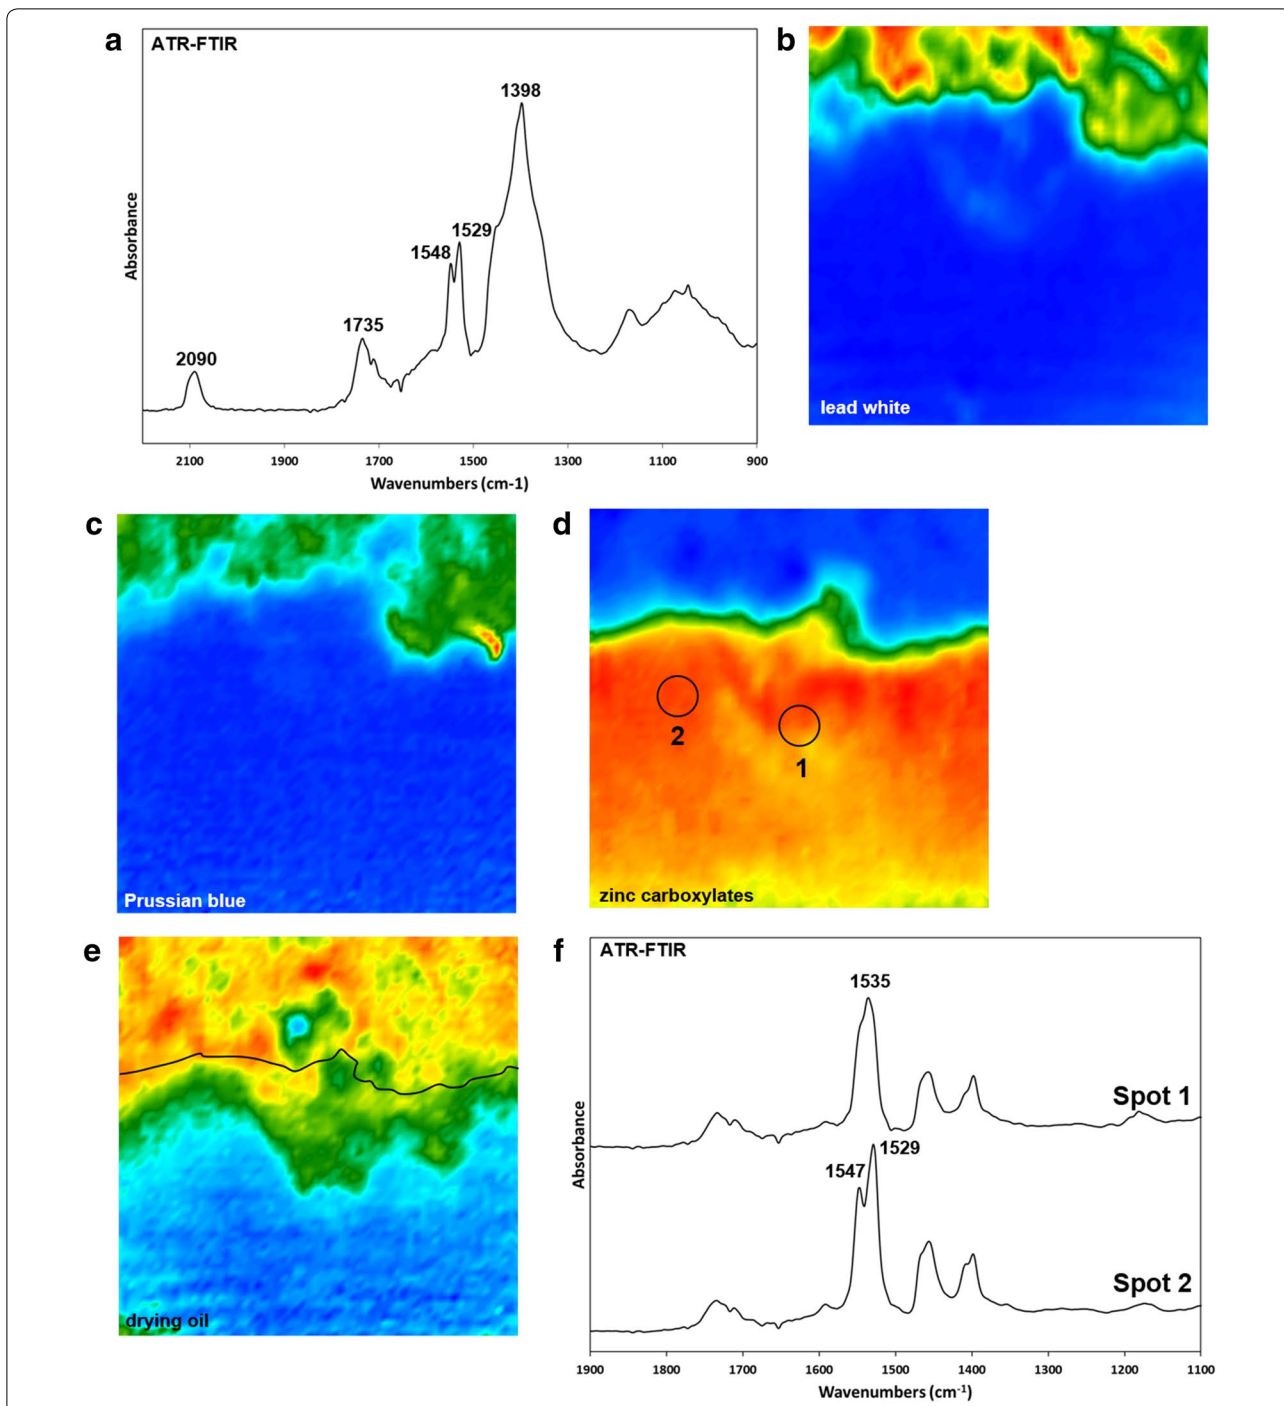 a
ATR-FTIR
1398
1529
1548
1735
2090
Absorbance
2100 1900 1700 1500 1300 1100 900
Wavenumbers (cm-1)
b
lead white
c
Prussian blue
d
2
1
zinc carboxylates
e
drying oil
f
ATR-FTIR
1535
Spot 1
1529
1547
Spot 2
Absorbance
1900 1800 1700 1600 1500 1400 1300 1200 1100
Wavenumbers (cm⁻¹)